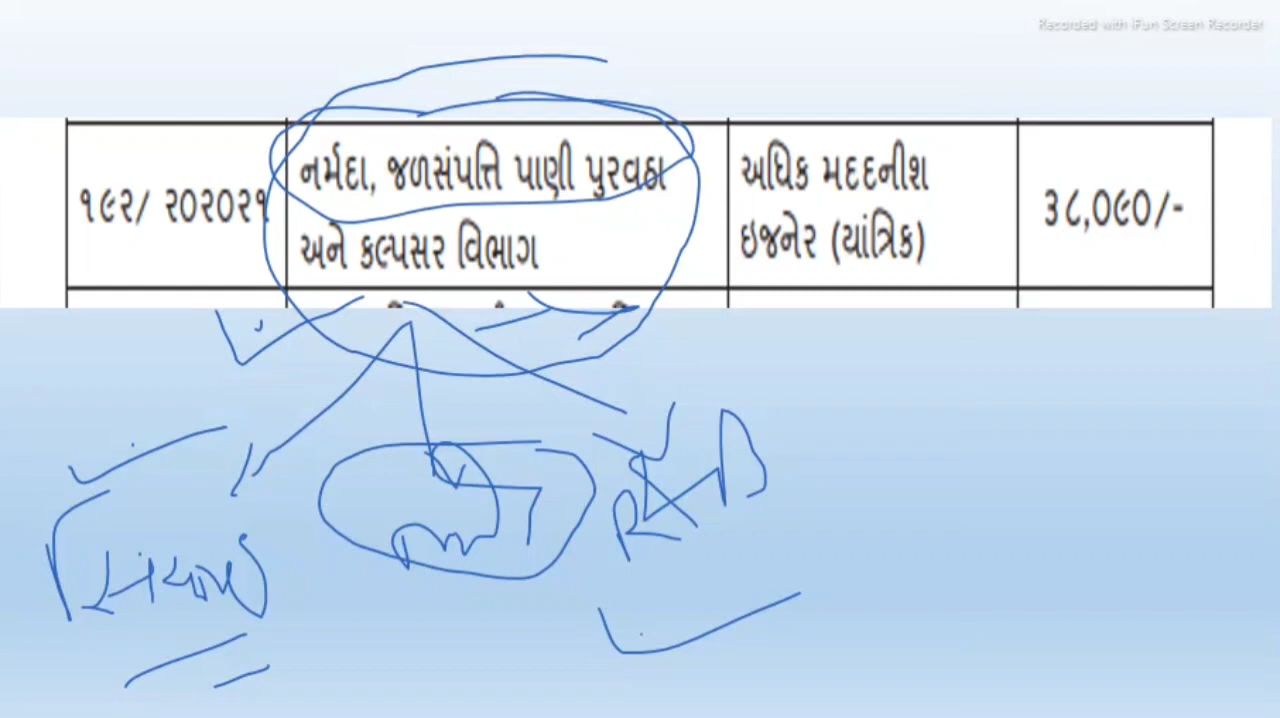 Recorded with iFun Screen Recorder
૧૯૨/ ૨૦૨૦૨૧
નર્મદા, જળસંપત્તિ પાણી પુરવઠા
અને કલ્પસર વિભાગ
અધિક મદદનીશ
ઇજનેર (યાંત્રિક)
૩૮,૦૯૦/-
સિંચાઈ
R&B